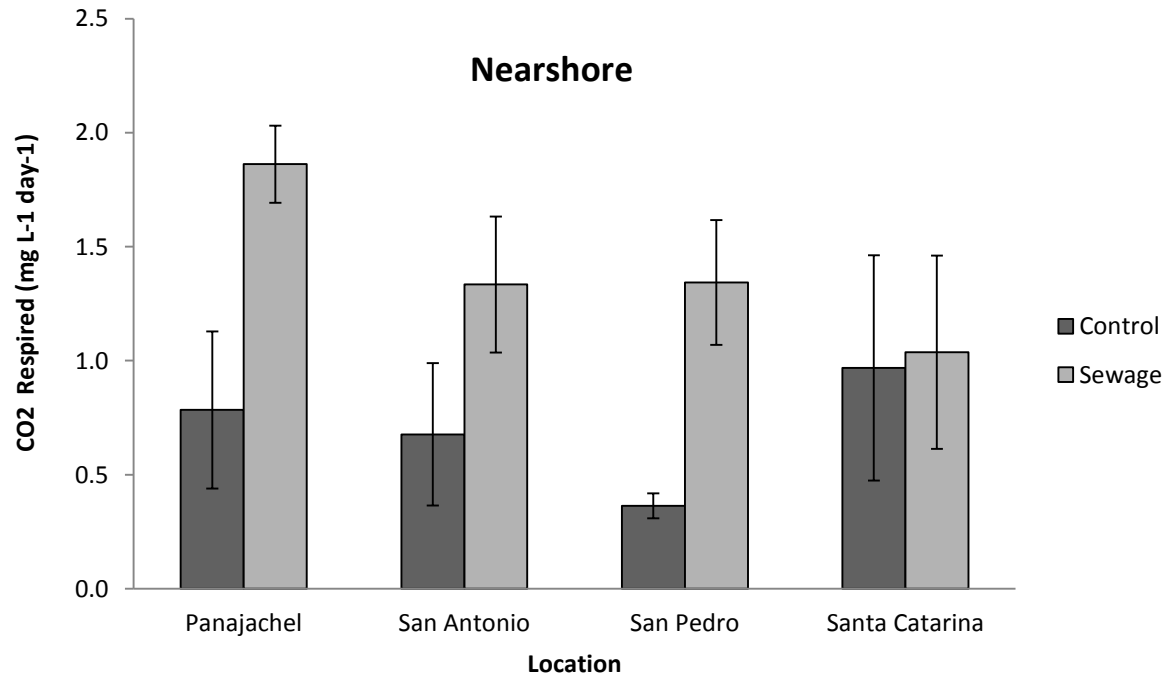 Nearshore
CO2 Respired (mg L-1 day-1)
2.5
2.0
1.5
1.0
0.5
0.0
Control
Sewage
Panajachel San Antonio San Pedro Santa Catarina
Location